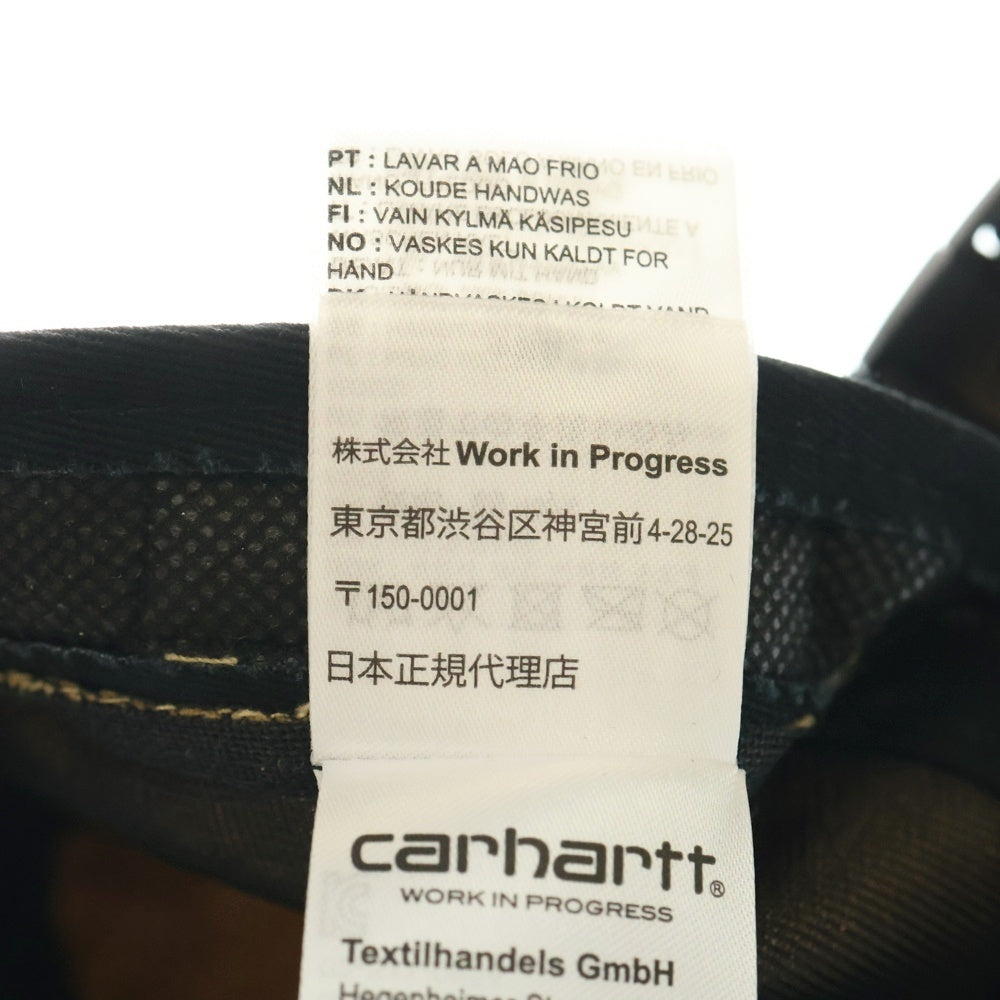 PT : LAVAR A MAO FRIO
NL : KOUDE HANDWAS
FI : VAIN KYLMÄ KÄSIPESU
NO : VASKES KUN KALDT FOR
HÅND
株式会社 Work in Progress
東京都渋谷区神宮前4-28-25
〒150-0001
日本正規代理店
carhartt®
WORK IN PROGRESS
Textilhandels GmbH